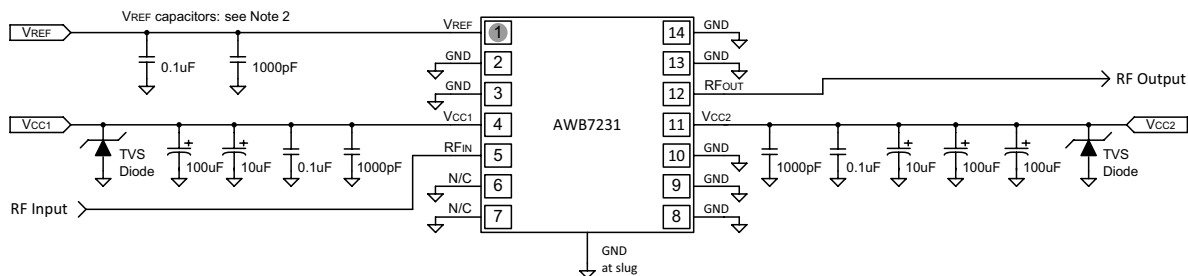 VREF capacitors: see Note 2
VREF
VREF
1
0.1uF
1000pF
GND
2
GND
3
VCC1
VCC1
4
TVS
Diode
100uF
10uF
0.1uF
1000pF
RFIN
5
RF Input
N/C
6
N/C
7
AWB7231
GND
at slug
14
GND
13
GND
12
RFOUT
RF Output
11
VCC2
VCC2
1000pF
0.1uF
10uF
100uF
100uF
TVS
Diode
10
GND
9
GND
8
GND